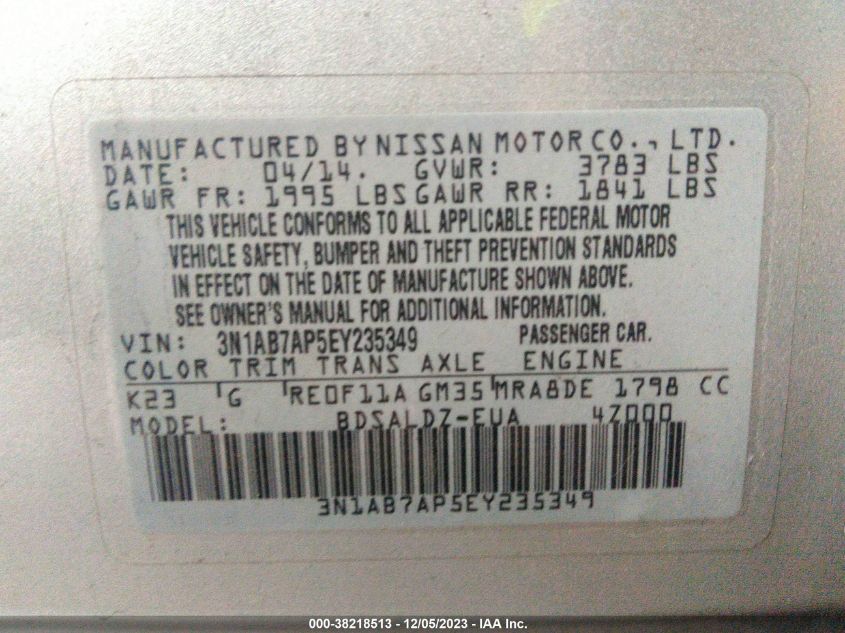 MANUFACTURED BY NISSAN MOTOR CO., LTD.
DATE: 04/14. GVWR: 3783 LBS
GAWR FR: 1995 LBS GAWR RR: 1841 LBS
THIS VEHICLE CONFORMS TO ALL APPLICABLE FEDERAL MOTOR
VEHICLE SAFETY, BUMPER AND THEFT PREVENTION STANDARDS
IN EFFECT ON THE DATE OF MANUFACTURE SHOWN ABOVE.
SEE OWNER'S MANUAL FOR ADDITIONAL INFORMATION.
VIN: 3N1AB7AP5EY235349 PASSENGER CAR.
COLOR TRIM TRANS AXLE ENGINE
K23 G RE0F11A GM35 MRA8DE 1798 CC
MODEL: BDSALDZ-EUA 4Z000
3N1AB7AP5EY235349
000-38218513 - 12/05/2023 - IAA Inc.